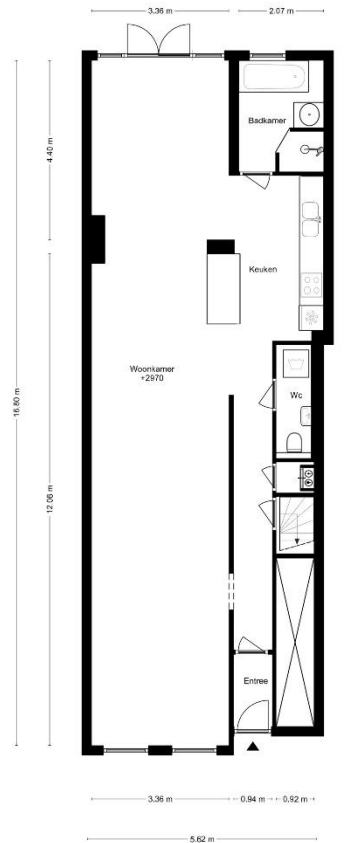 3.36 m
2.07 m
Badkamer
4.40 m
Keuken
Woonkamer
+2970
Wc
16.80 m
12.06 m
Entree
3.36 m
0.94 m
0.92 m
5.62 m